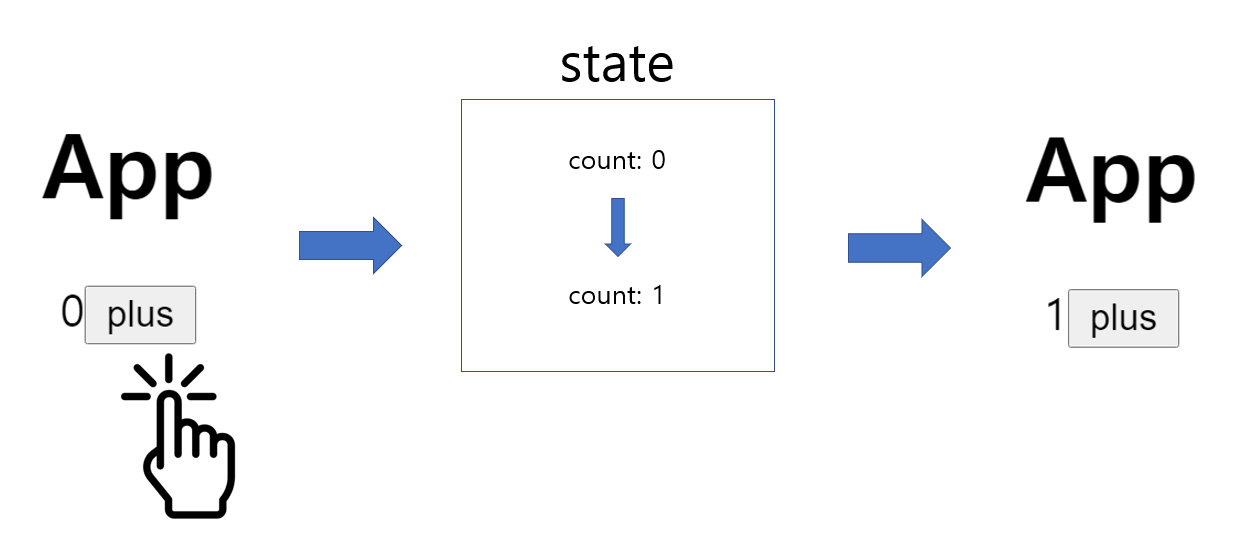 App
0 plus
state
count: 0
count: 1
App
1 plus